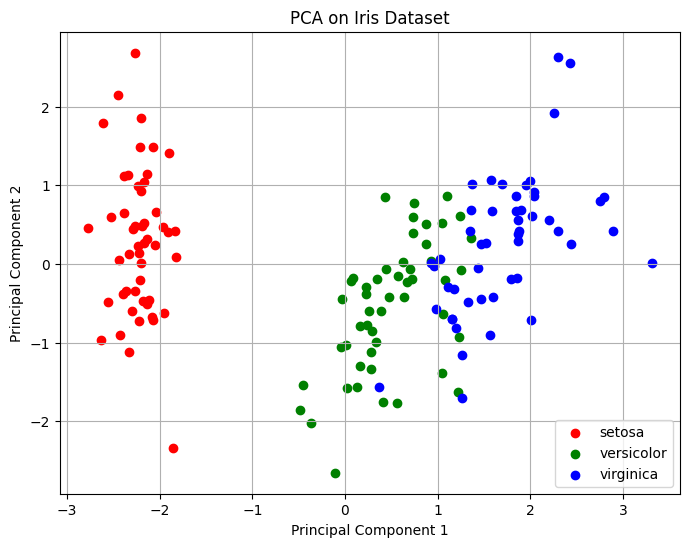 PCA on Iris Dataset
Principal Component 2
2
1
0
−1
−2
setosa
versicolor
virginica
−3 −2 −1 0 1 2 3
Principal Component 1